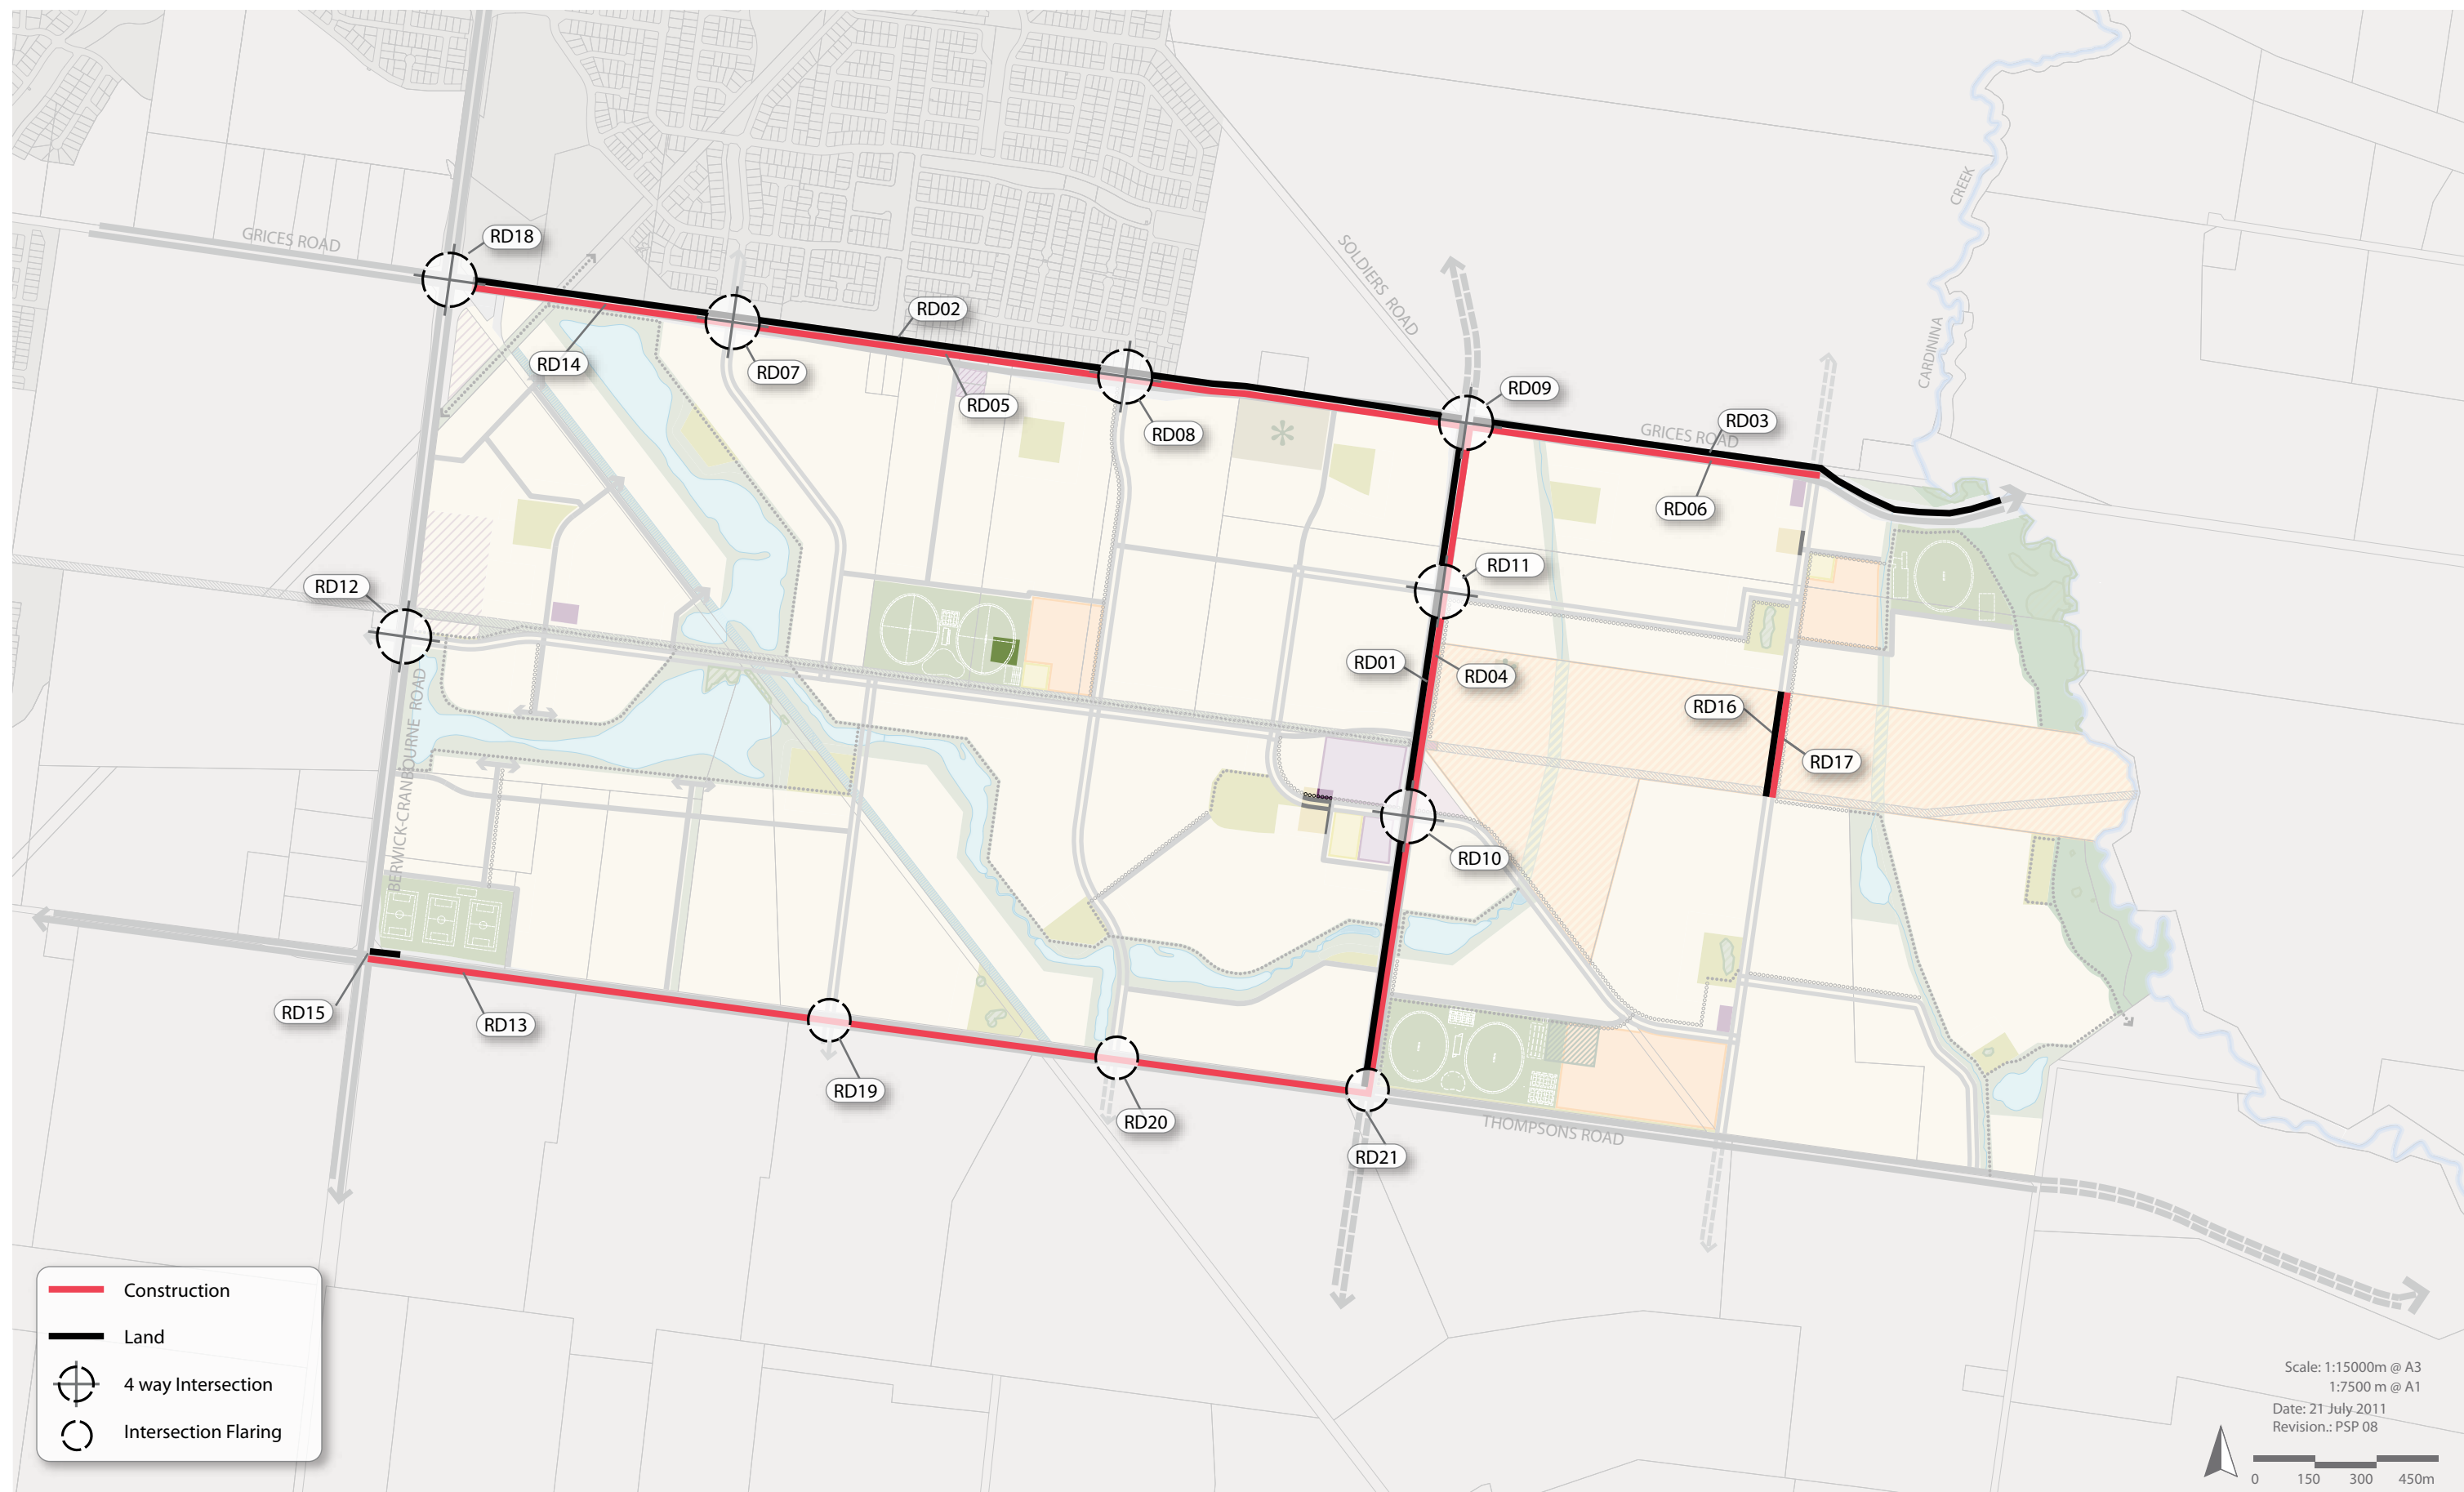 RD18
GRICES ROAD
SOLDIERS ROAD
CREEK
CARDININA
RD02
RD14
RD07
RD05
RD08
RD09
GRICES ROAD
RD03
RD06
RD11
RD12
RD01
RD04
RD16
RD17
BERWICK-CRANBOURNE ROAD
RD10
RD15
RD13
RD19
RD20
RD21
THOMPSONS ROAD
Construction
Land
4 way Intersection
Intersection Flaring
Scale: 1:15000m @ A3
1:7500 m @ A1
Date: 21 July 2011
Revision.: PSP 08
0 150 300 450m